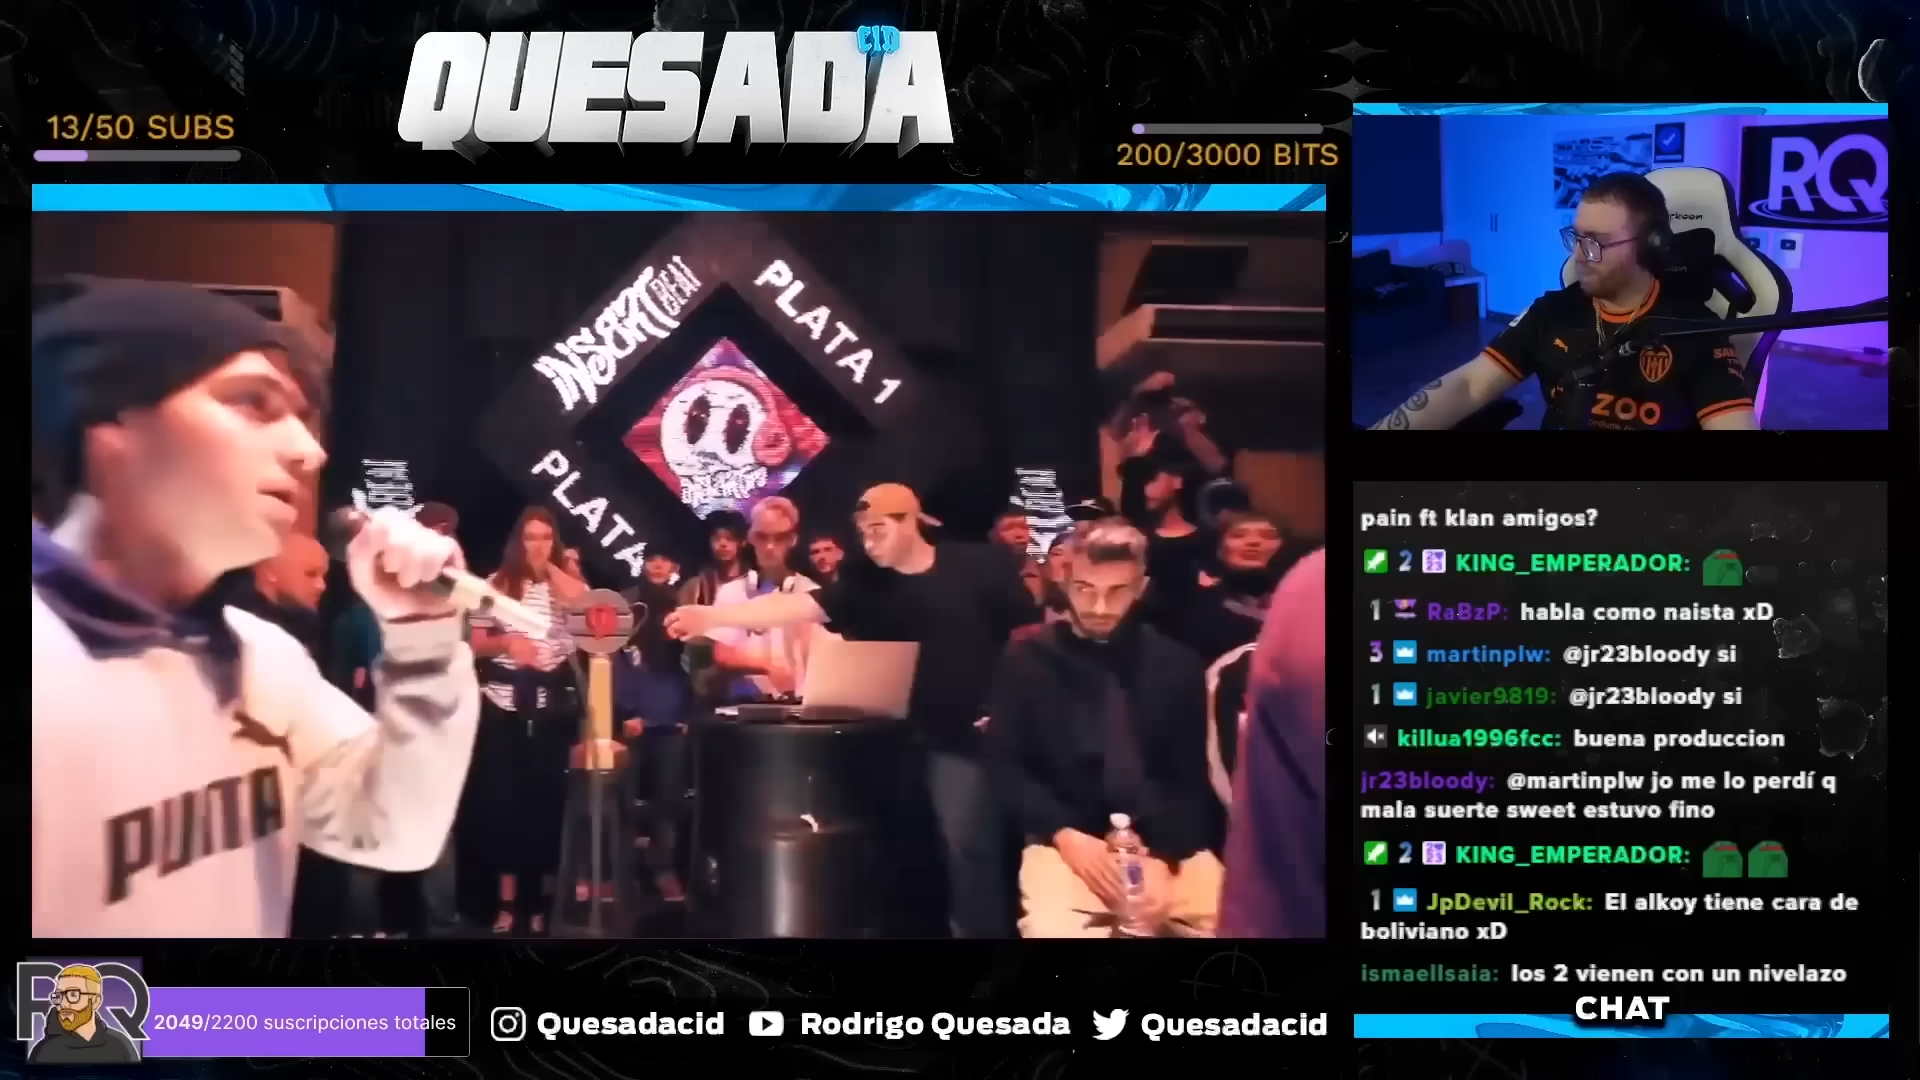 QUESADA
CID
13/50 SUBS
200/3000 BITS
RQ
INSERT BEAT
PLATA 1
PLATA
PUMA
ZOO
pain ft klan amigos?
2 KING_EMPERADOR:
1 RaBzP: habla como naista xD
3 martinplw: @jr23bloody si
1 javier9819: @jr23bloody si
killua1996fcc: buena produccion
jr23bloody: @martinplw jo me lo perdí q
mala suerte sweet estuvo fino
2 KING_EMPERADOR:
1 JpDevil_Rock: El alkoy tiene cara de
boliviano xD
ismaellsaia: los 2 vienen con un nivelazo
CHAT
RQ
2049/2200 suscripciones totales
Quesadacid
Rodrigo Quesada
Quesadacid